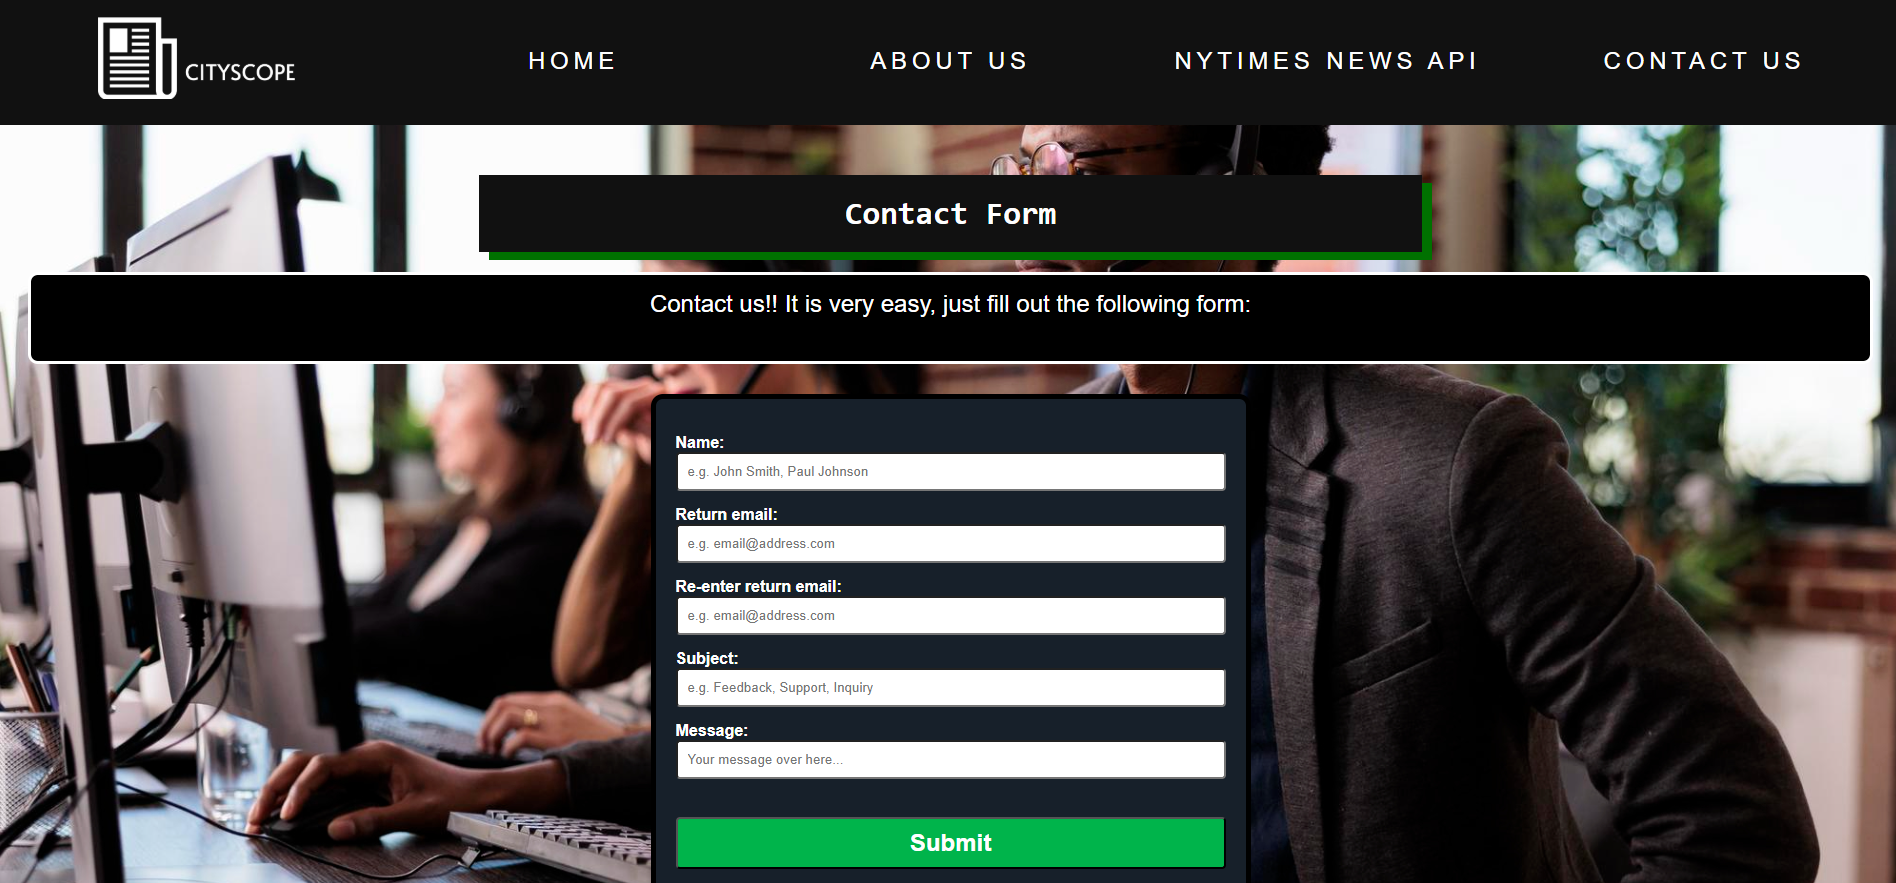 CITYSCOPE
HOME
ABOUT US
NYTIMES NEWS API
CONTACT US
Contact Form
Contact us!! It is very easy, just fill out the following form:
Name:
e.g. John Smith, Paul Johnson
Return email:
e.g. email@address.com
Re-enter return email:
e.g. email@address.com
Subject:
e.g. Feedback, Support, Inquiry
Message:
Your message over here...
Submit